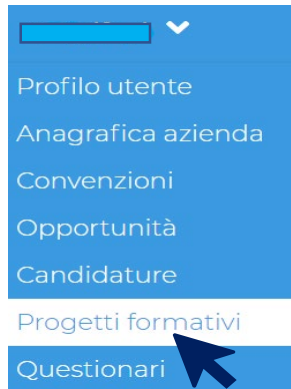 Profilo utente
Anagrafica azienda
Convenzioni
Opportunità
Candidature
Progetti formativi
Questionari